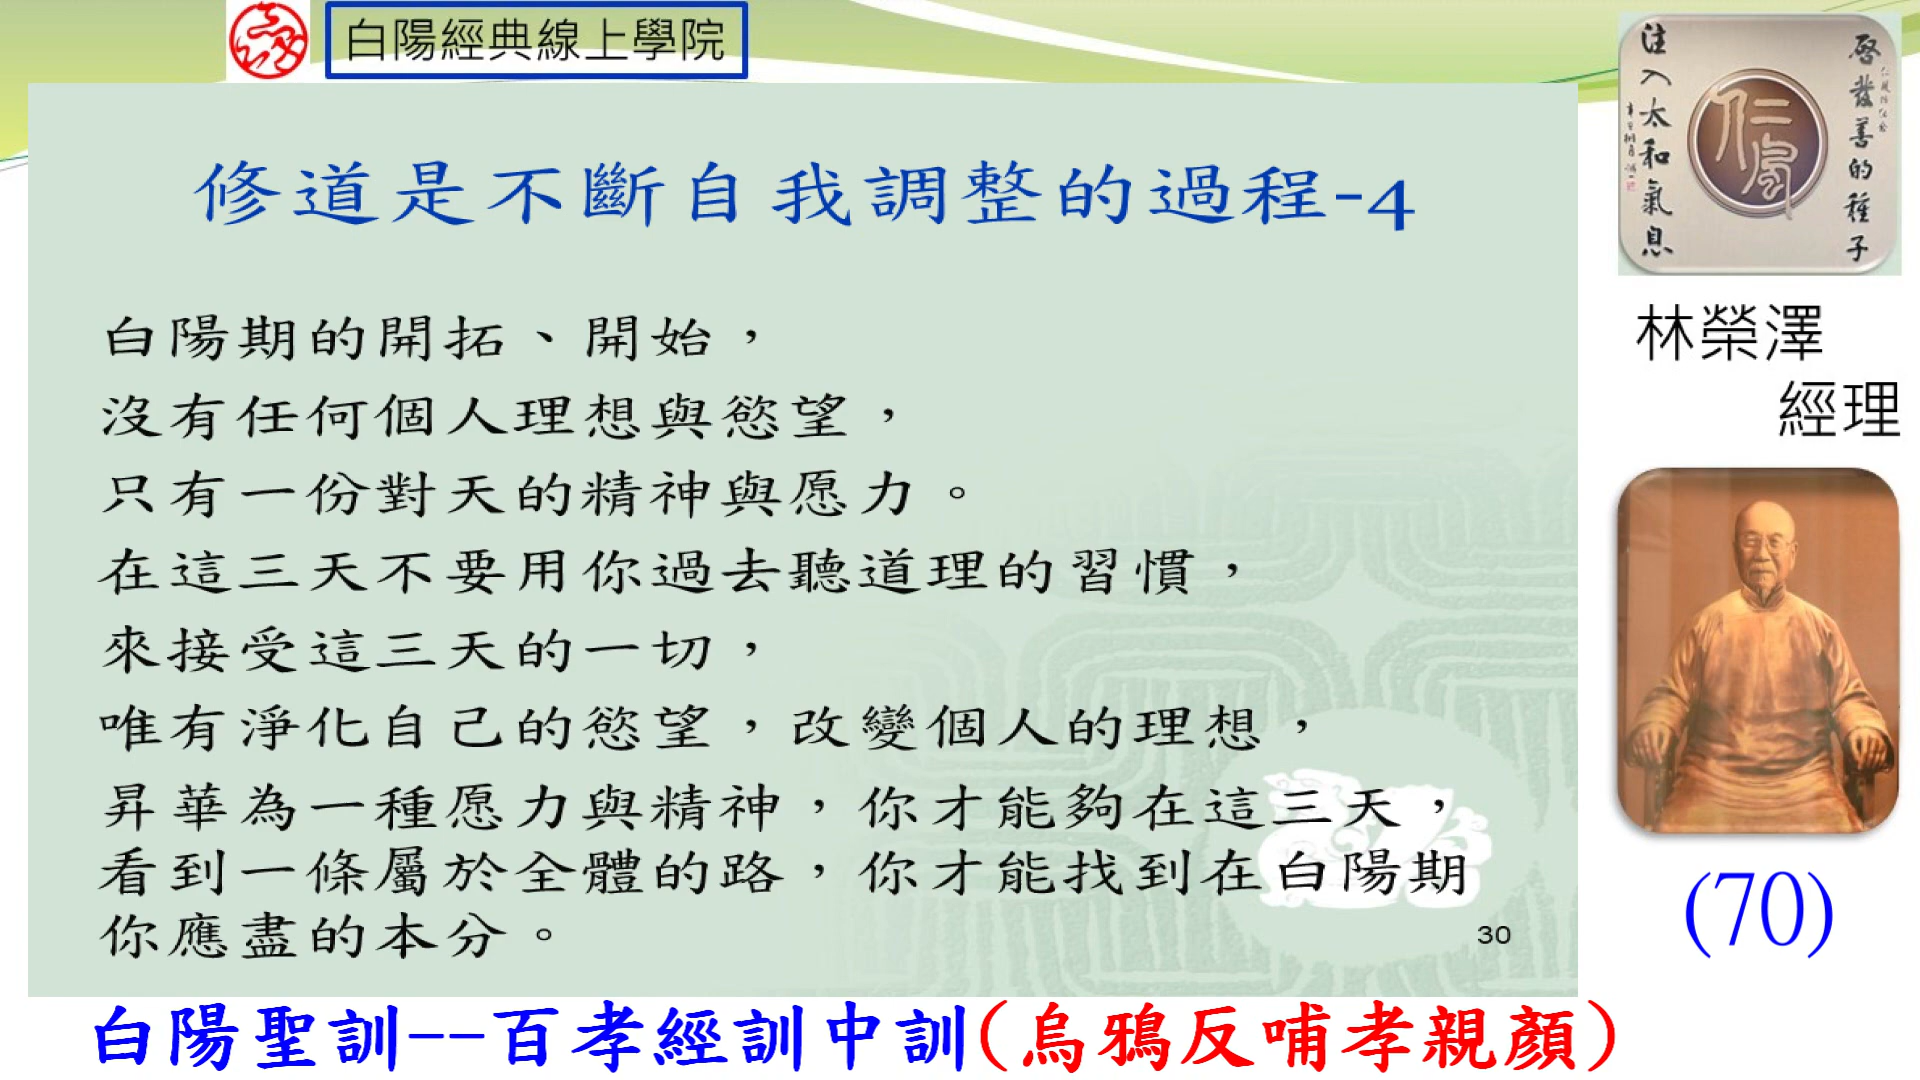 白陽經典線上學院
修道是不斷自我調整的過程-4
白陽期的開拓、開始，
沒有任何個人理想與慾望，
只有一份對天的精神與愿力。
在這三天不要用你過去聽道理的習慣，
來接受這三天的一切，
唯有淨化自己的慾望，改變個人的理想，
昇華為一種愿力與精神，你才能夠在這三天，
看到一條屬於全體的路，你才能找到在白陽期
你應盡的本分。
30
啓發善的種子
注入太和氣息
林榮澤
經理
(70)
白陽聖訓--百孝經訓中訓(烏鴉反哺孝親顏)